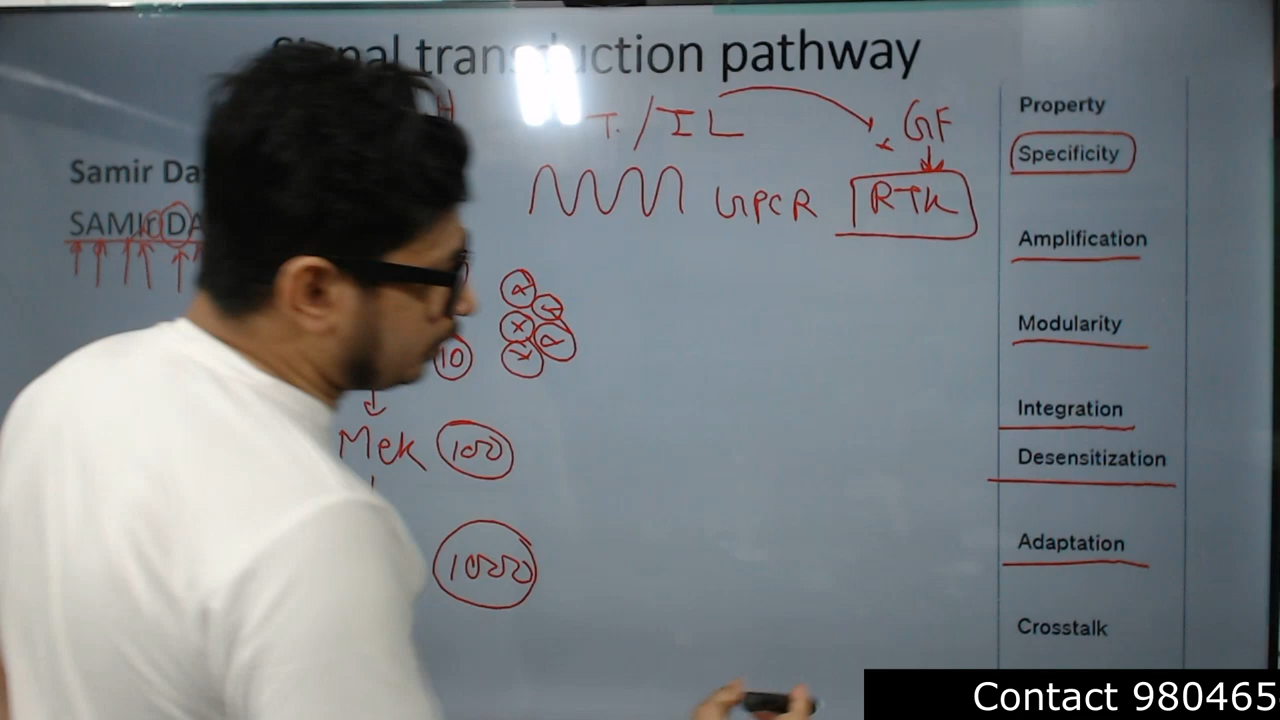 Signal transduction pathway
H
T. / IL
GF
Property
Specificity
Samir Da
SAMIr DA
GPCR
RTK
Amplification
10
Modularity
Integration
Mek 100
Desensitization
1000
Adaptation
Crosstalk
Contact 980465